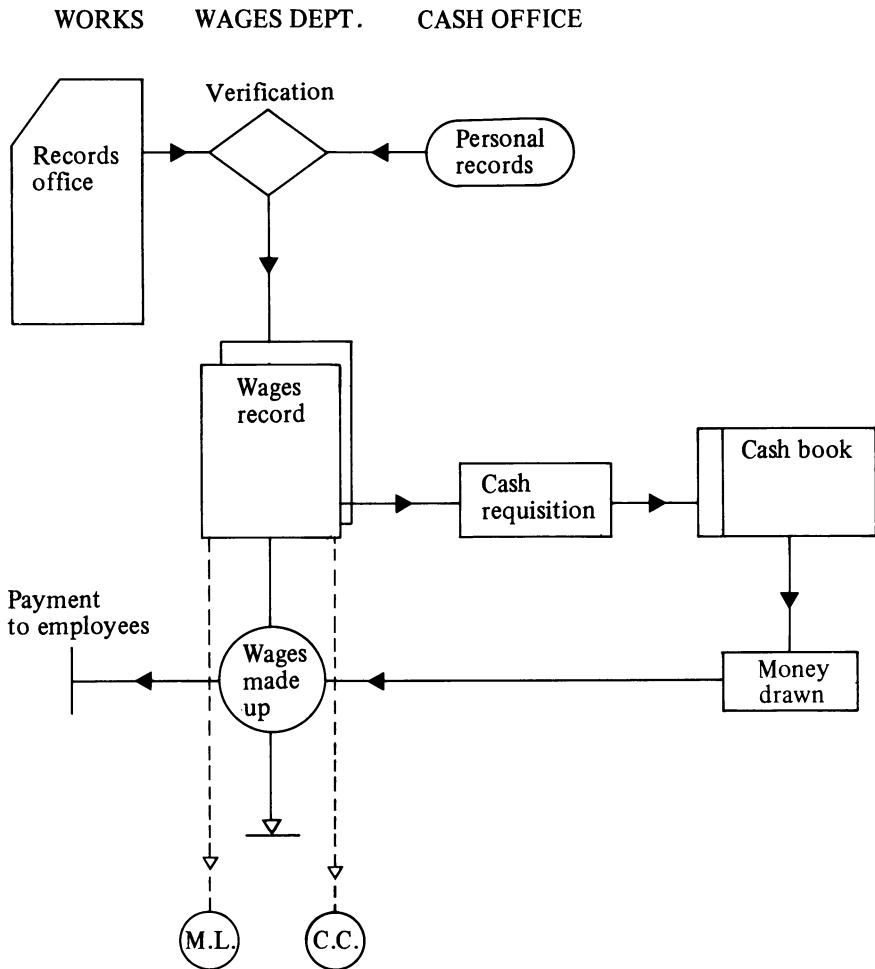 WORKS WAGES DEPT. CASH OFFICE
Verification
Records
office
Personal
records
Wages
record
Cash
requisition
Cash book
Payment
to employees
Wages
made
up
Money
drawn
M.L.
C.C.